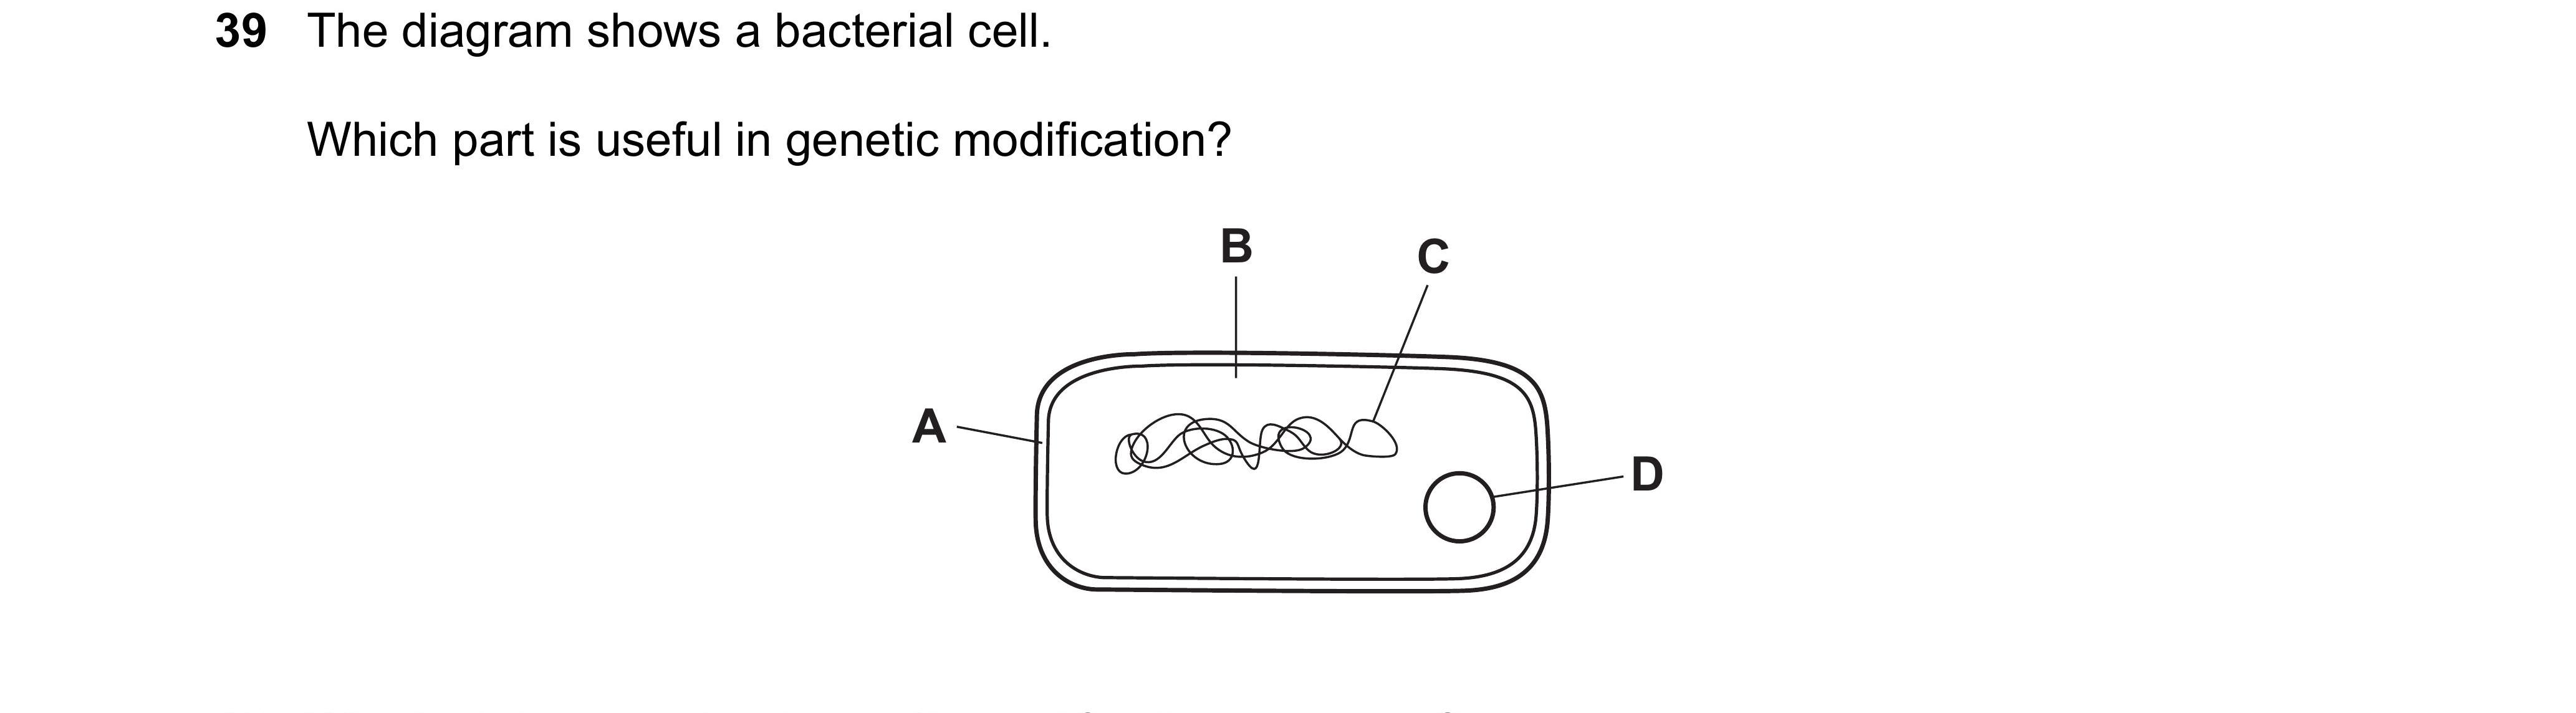 39 The diagram shows a bacterial cell.
Which part is useful in genetic modification?
B
C
A
D